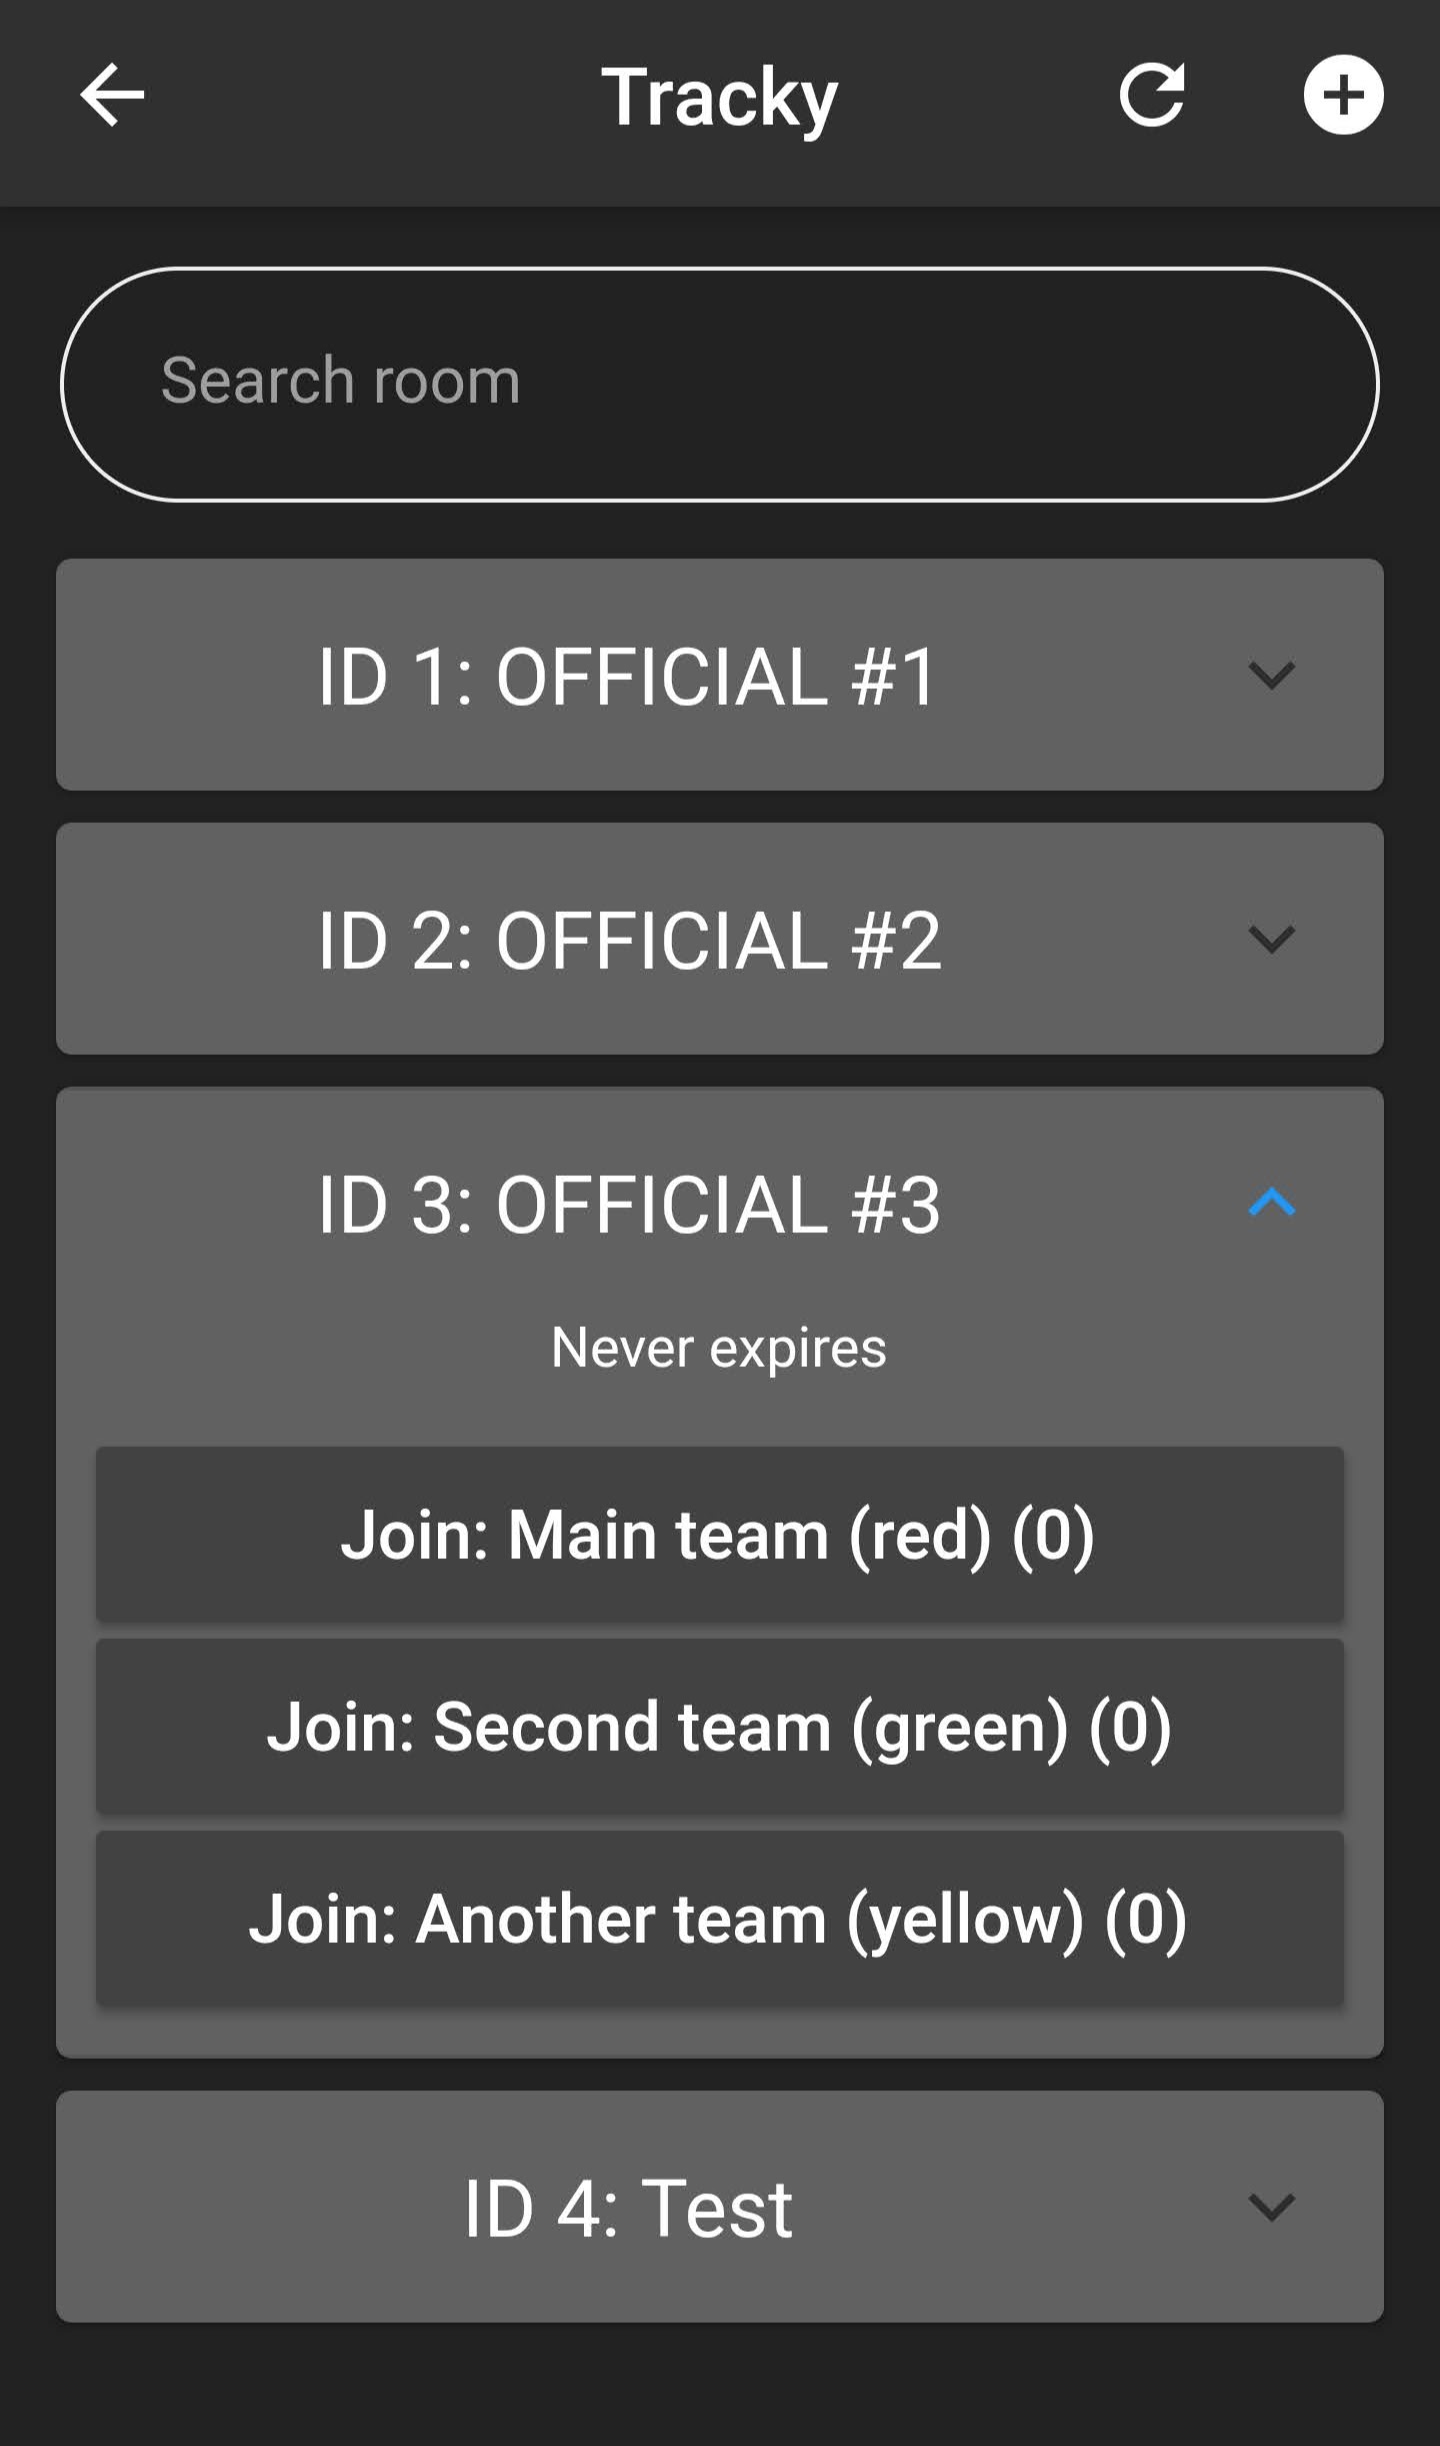 Tracky
Search room
ID 1: OFFICIAL #1
ID 2: OFFICIAL #2
ID 3: OFFICIAL #3
Never expires
Join: Main team (red) (0)
Join: Second team (green) (0)
Join: Another team (yellow) (0)
ID 4: Test